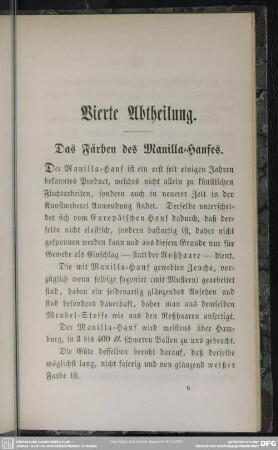 Vierte Abtheilung.
Das Färben des Manilla-Hanfes.
Der Manilla-Hanf ist ein erst seit einigen Jahren
bekanntes Product, welches nicht allein zu künstlichen
Flechtarbeiten, sondern auch in neuerer Zeit in der
Kunstweberei Anwendung findet. Derselbe unterschei-
det sich vom Europäischen Hanf dadurch, daß der-
selbe nicht elastisch, sondern bastartig ist, daher nicht
gesponnen werden kann und aus diesem Grunde nur für
Gewebe als Einschlag — statt der Roßhaare — dient.
Die mit Manilla-Hanf gewebten Zeuche, vor-
züglich wenn selbige façonirt (mit Mustern) gearbeitet
sind, haben ein seidenartig glänzendes Ansehen und
sind besonders dauerhaft, daher man aus demselben
Meubel-Stoffe wie aus den Roßhaaren anfertigt.
Der Manilla-Hanf wird meistens über Ham-
burg, in 3 bis 400 ℔. schweren Ballen zu uns gebracht.
Die Güte desselben beruht darauf, daß derselbe
möglichst lang, nicht faserig und von glänzend weißer
Farbe ist.
6